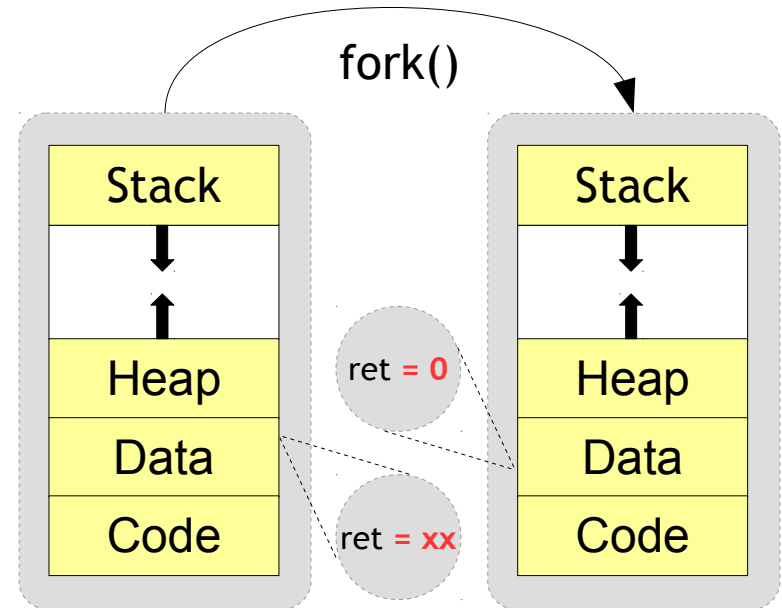 fork()
Stack
Heap
Data
Code
ret = 0
ret = xx
Stack
Heap
Data
Code